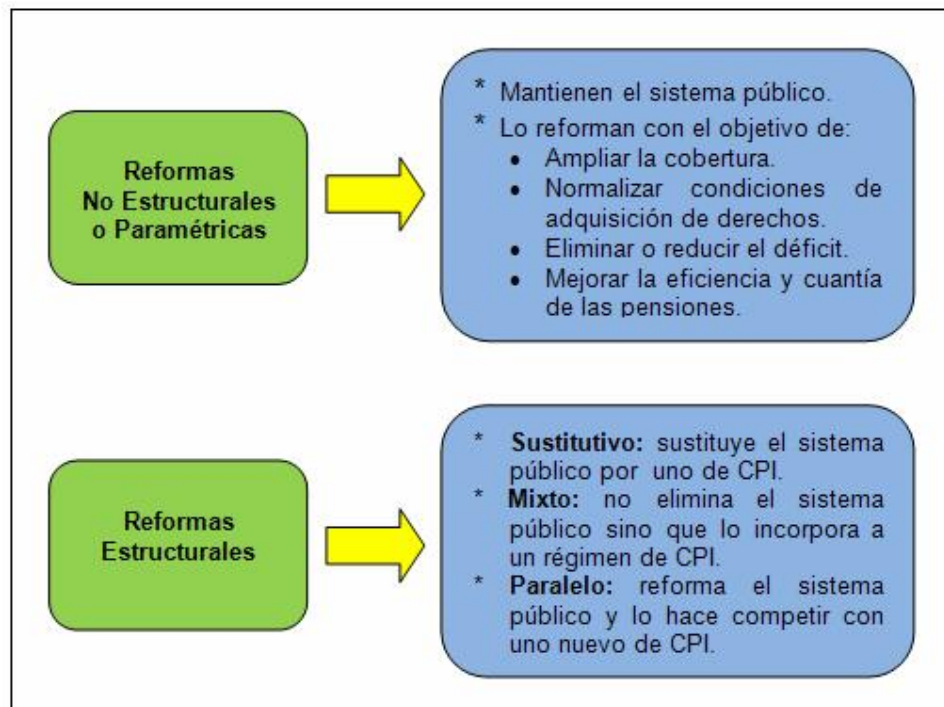 Reformas
No Estructurales
o Paramétricas
* Mantienen el sistema público.
* Lo reforman con el objetivo de:
• Ampliar la cobertura.
• Normalizar condiciones de
adquisición de derechos.
• Eliminar o reducir el déficit.
• Mejorar la eficiencia y cuantía
de las pensiones.
Reformas
Estructurales
* Sustitutivo: sustituye el sistema
público por uno de CPI.
* Mixto: no elimina el sistema
público sino que lo incorpora a
un régimen de CPI.
* Paralelo: reforma el sistema
público y lo hace competir con
uno nuevo de CPI.